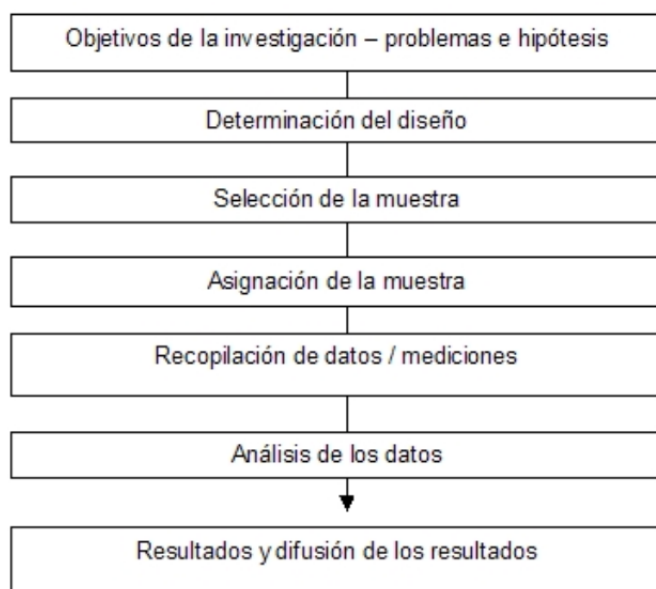 Objetivos de la investigación – problemas e hipótesis
Determinación del diseño
Selección de la muestra
Asignación de la muestra
Recopilación de datos / mediciones
Análisis de los datos
Resultados y difusión de los resultados